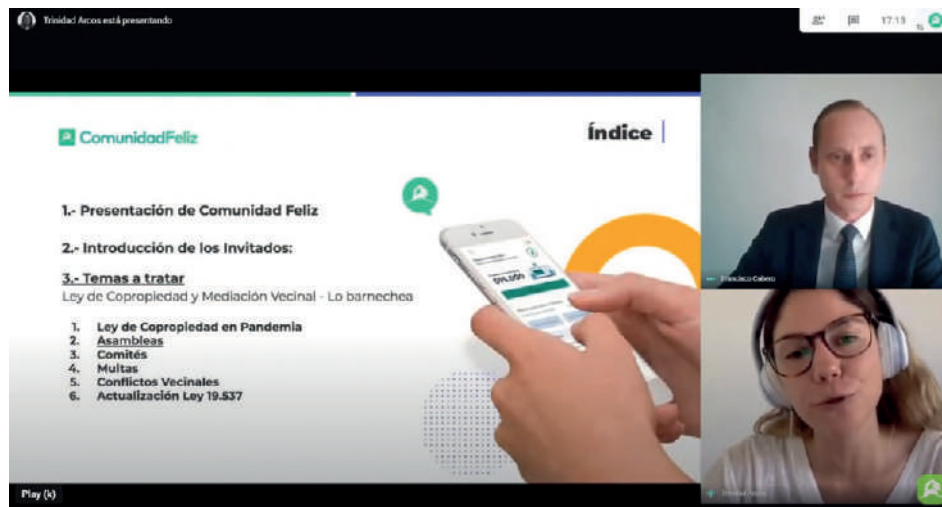 Trinidad Arcos está presentando
17:13
ComunidadFeliz
Índice
1.- Presentación de Comunidad Feliz
2.- Introducción de los Invitados:
3.- Temas a tratar
Ley de Copropiedad y Mediación Vecinal - Lo barnechea
1. Ley de Copropiedad en Pandemia
2. Asambleas
3. Comités
4. Multas
5. Conflictos Vecinales
6. Actualización Ley 19.537
Francisco Cabero
Trinidad Arcos
Play (k)